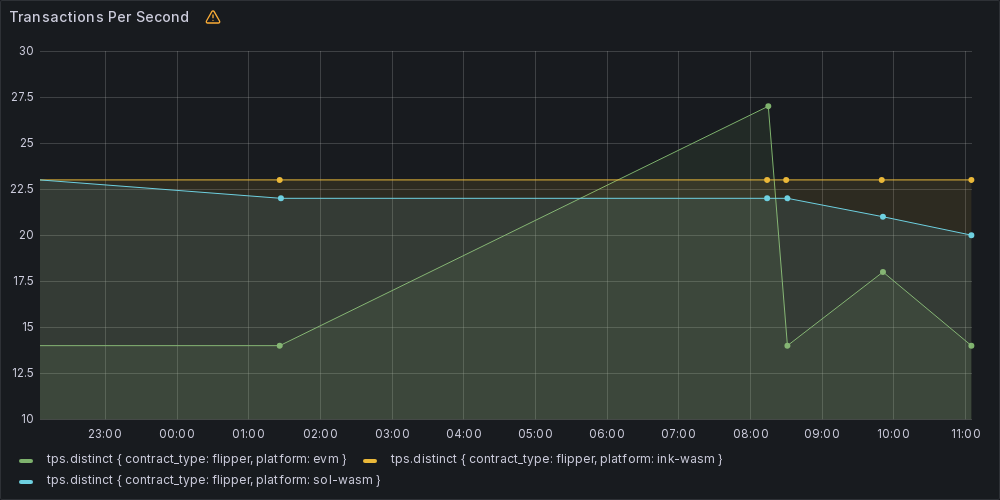 Transactions Per Second
30
27.5
25
22.5
20
17.5
15
12.5
10
23:00 00:00 01:00 02:00 03:00 04:00 05:00 06:00 07:00 08:00 09:00 10:00 11:00
tps.distinct { contract_type: flipper, platform: evm } tps.distinct { contract_type: flipper, platform: ink-wasm }
tps.distinct { contract_type: flipper, platform: sol-wasm }